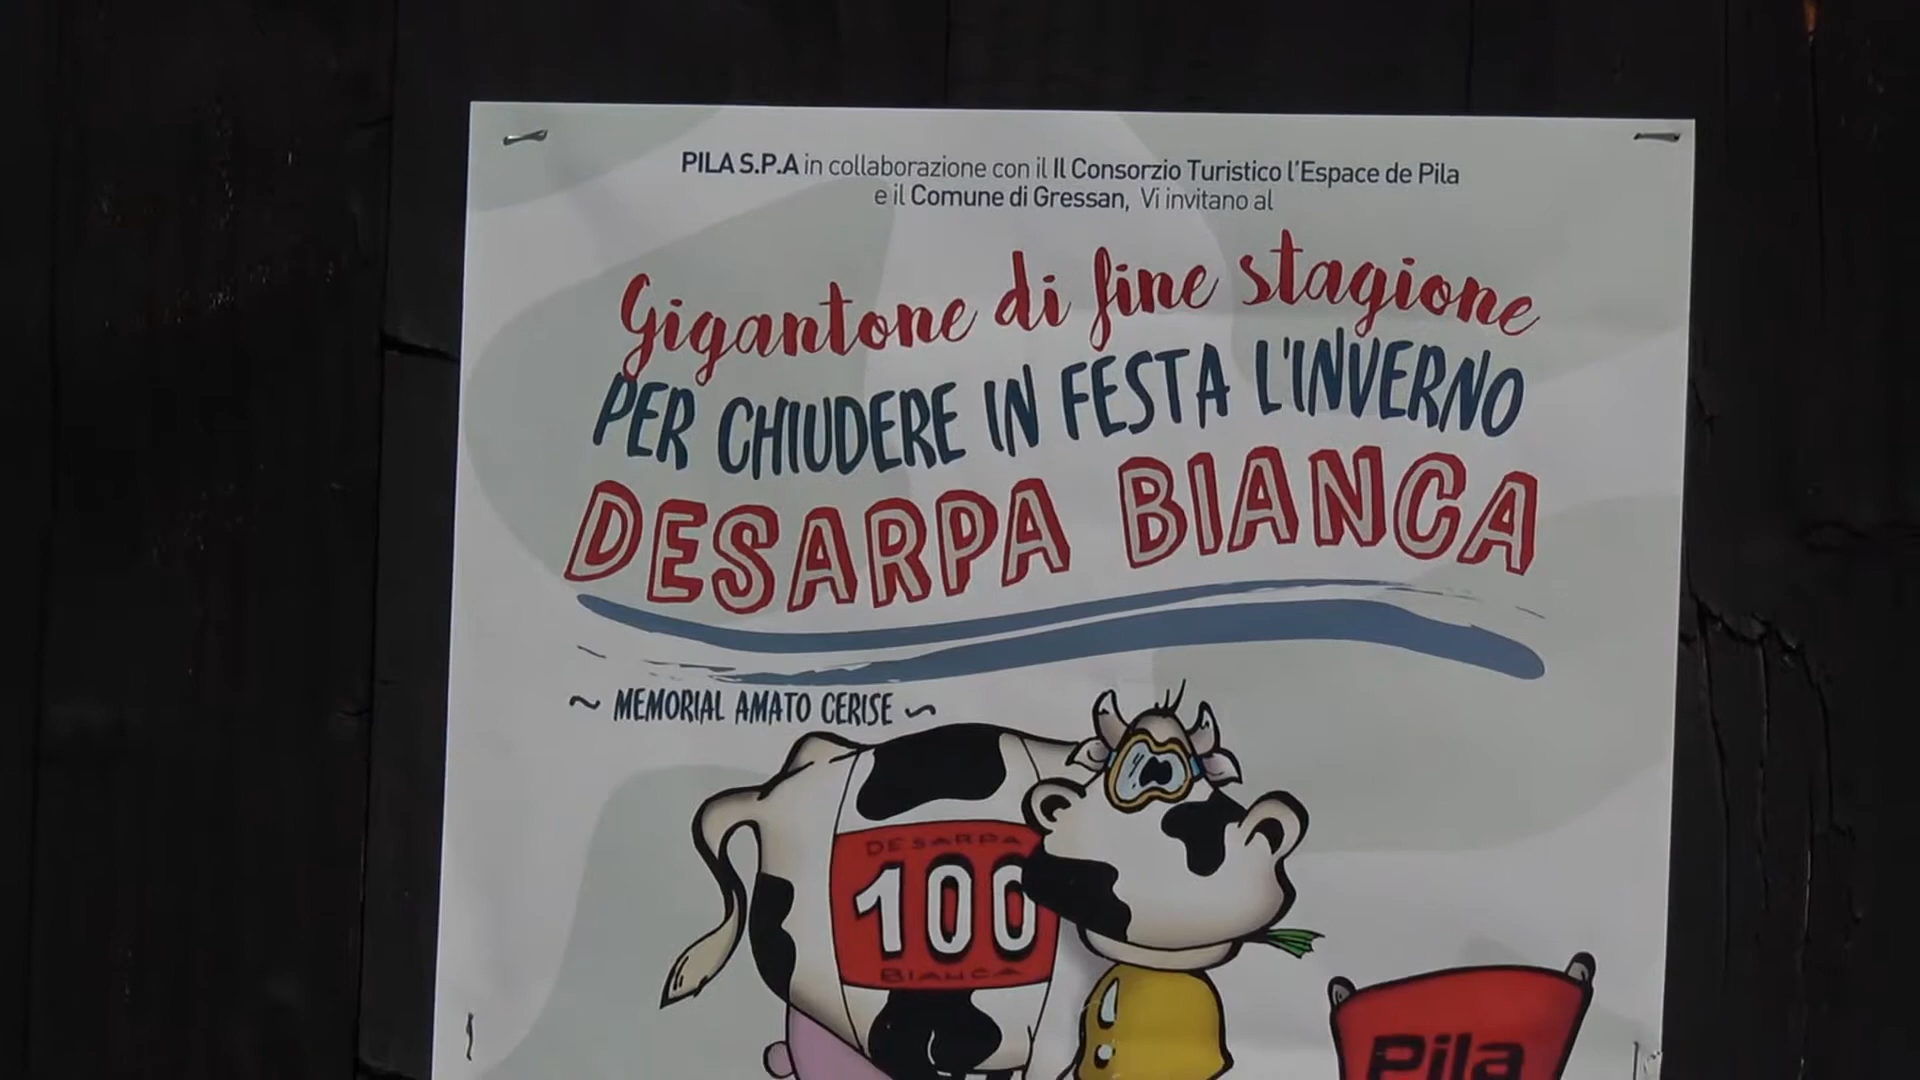 PILA S.P.A in collaborazione con il Il Consorzio Turistico l'Espace de Pila
e il Comune di Gressan, Vi invitano al
Gigantone di fine stagione
PER CHIUDERE IN FESTA L'INVERNO
DESARPA BIANCA
~ MEMORIAL AMATO CERISE ~
DESARPA
100
BIANCA
Pila